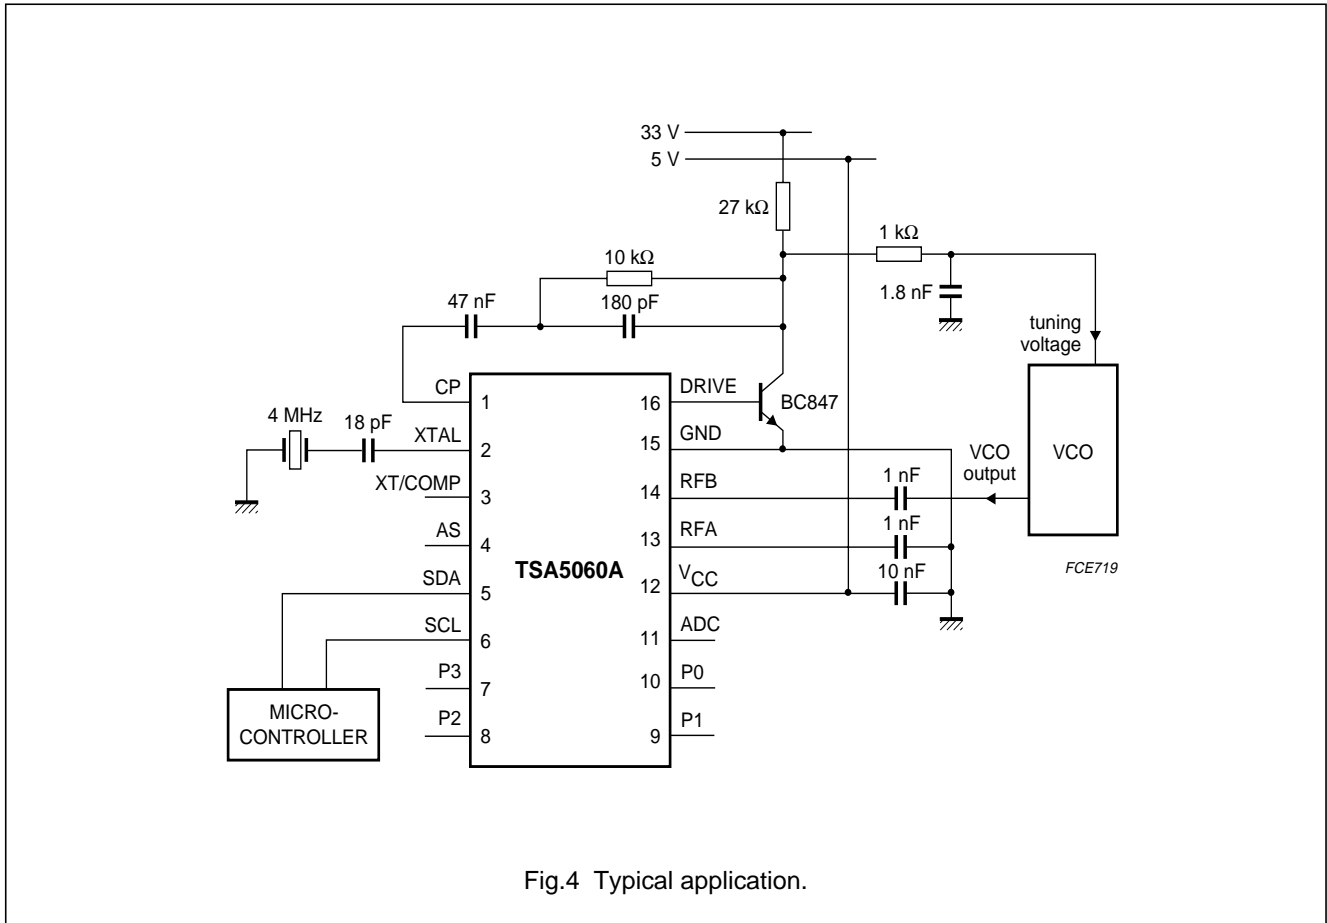 33 V
5 V
27 kΩ
1 kΩ
10 kΩ
1.8 nF
47 nF
180 pF
tuning
voltage
CP
1
DRIVE
16
BC847
4 MHz
18 pF
XTAL
2
GND
15
VCO
output
VCO
XT/COMP
3
RFB
14
1 nF
AS
4
RFA
13
1 nF
TSA5060A
FCE719
SDA
5
VCC
12
10 nF
SCL
6
ADC
11
P3
7
P0
10
MICRO-
CONTROLLER
P2
8
P1
9
Fig.4 Typical application.